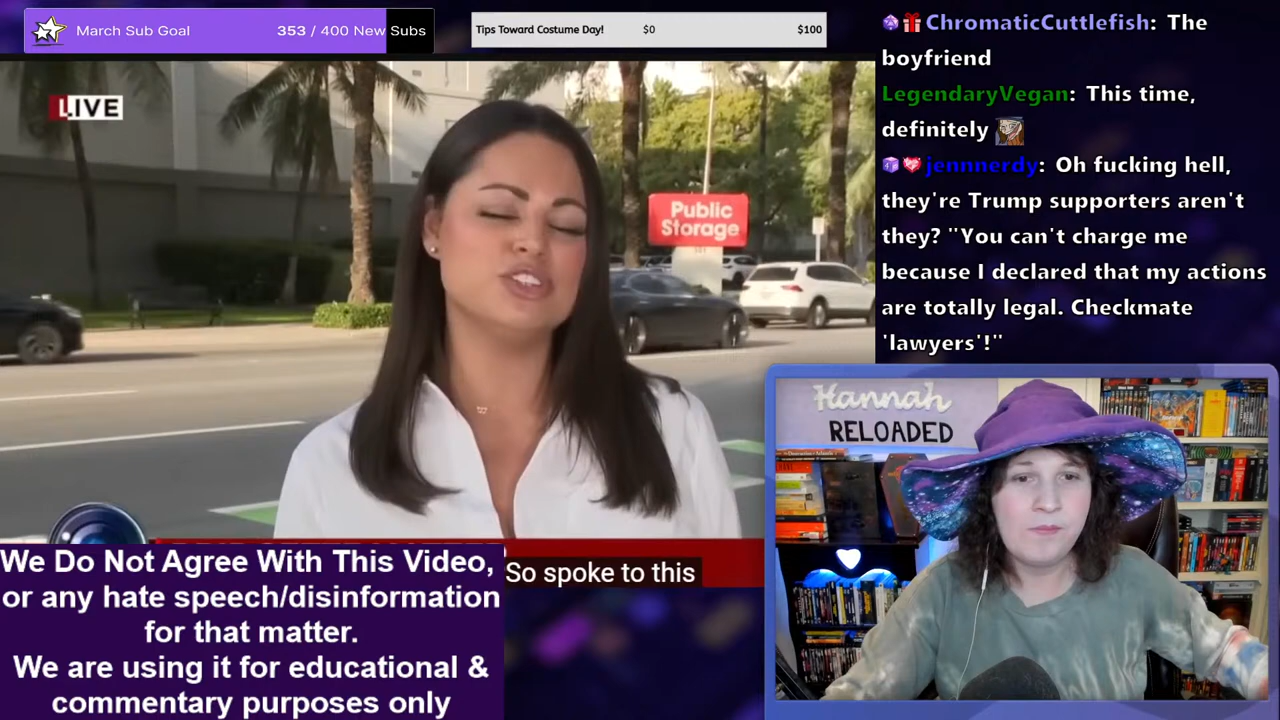 March Sub Goal 353 / 400 New Subs
Tips Toward Costume Day! $0 $100
ChromaticCuttlefish: The
boyfriend
LegendaryVegan: This time,
definitely
jennnerdy: Oh fucking hell,
they're Trump supporters aren't
they? "You can't charge me
because I declared that my actions
are totally legal. Checkmate
'lawyers'!"
LIVE
Public
Storage
Hannah
RELOADED
We Do Not Agree With This Video,
or any hate speech/disinformation
for that matter.
We are using it for educational &
commentary purposes only
So spoke to this